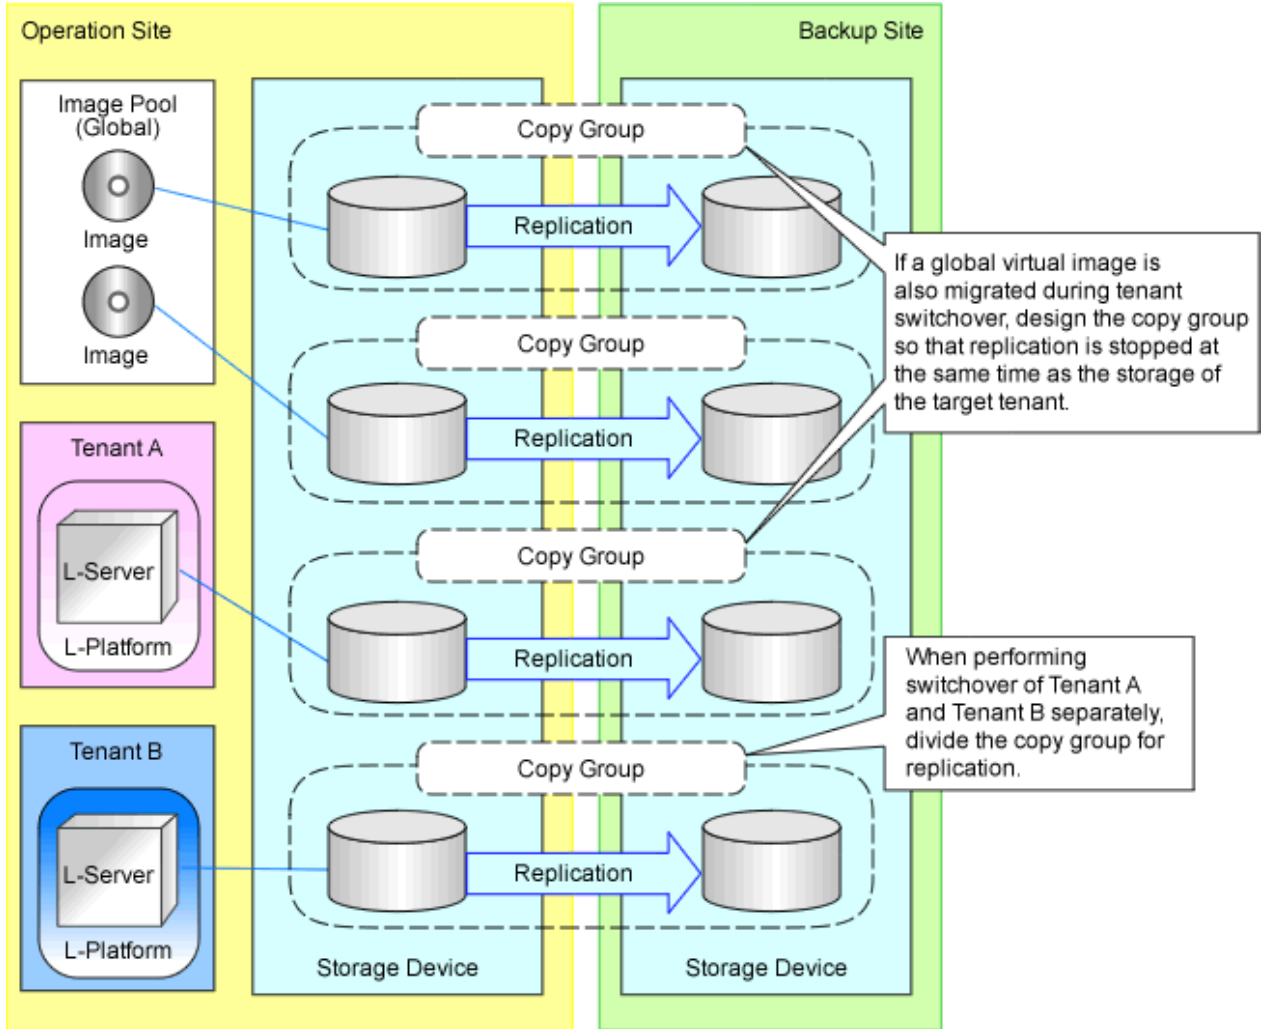 Operation Site
Backup Site
Image Pool
(Global)
Image
Image
Copy Group
Replication
Copy Group
Replication
If a global virtual image is
also migrated during tenant
switchover, design the copy group
so that replication is stopped at
the same time as the storage of
the target tenant.
Tenant A
L-Server
L-Platform
Copy Group
Replication
Tenant B
L-Server
L-Platform
Copy Group
Replication
When performing
switchover of Tenant A
and Tenant B separately,
divide the copy group for
replication.
Storage Device
Storage Device